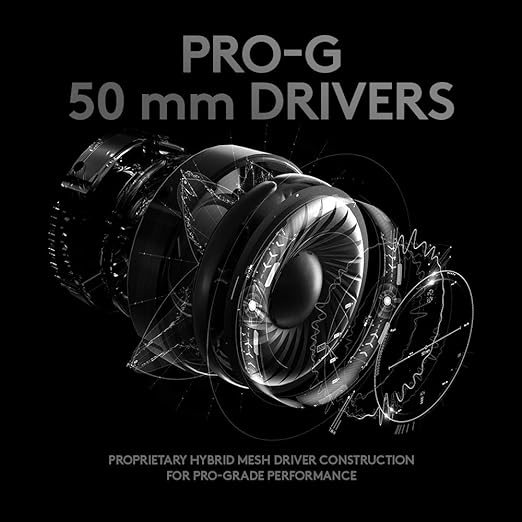 PRO-G
50 mm DRIVERS
PROPRIETARY HYBRID MESH DRIVER CONSTRUCTION
FOR PRO-GRADE PERFORMANCE